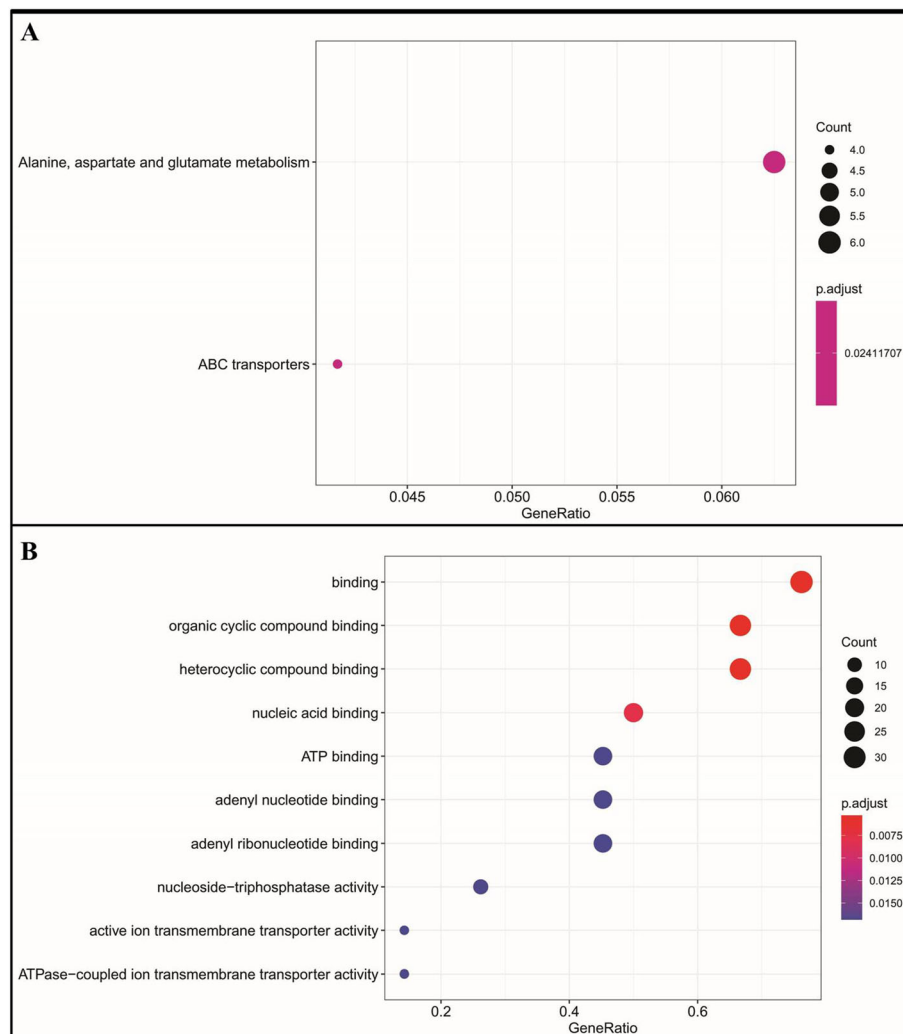 A
Alanine, aspartate and glutamate metabolism
ABC transporters
0.045 0.050 0.055 0.060
GeneRatio
Count
4.0
4.5
5.0
5.5
6.0
p.adjust
0.02411707
B
binding
organic cyclic compound binding
heterocyclic compound binding
nucleic acid binding
ATP binding
adenyl nucleotide binding
adenyl ribonucleotide binding
nucleoside−triphosphatase activity
active ion transmembrane transporter activity
ATPase−coupled ion transmembrane transporter activity
0.2 0.4 0.6
GeneRatio
Count
10
15
20
25
30
p.adjust
0.0075
0.0100
0.0125
0.0150